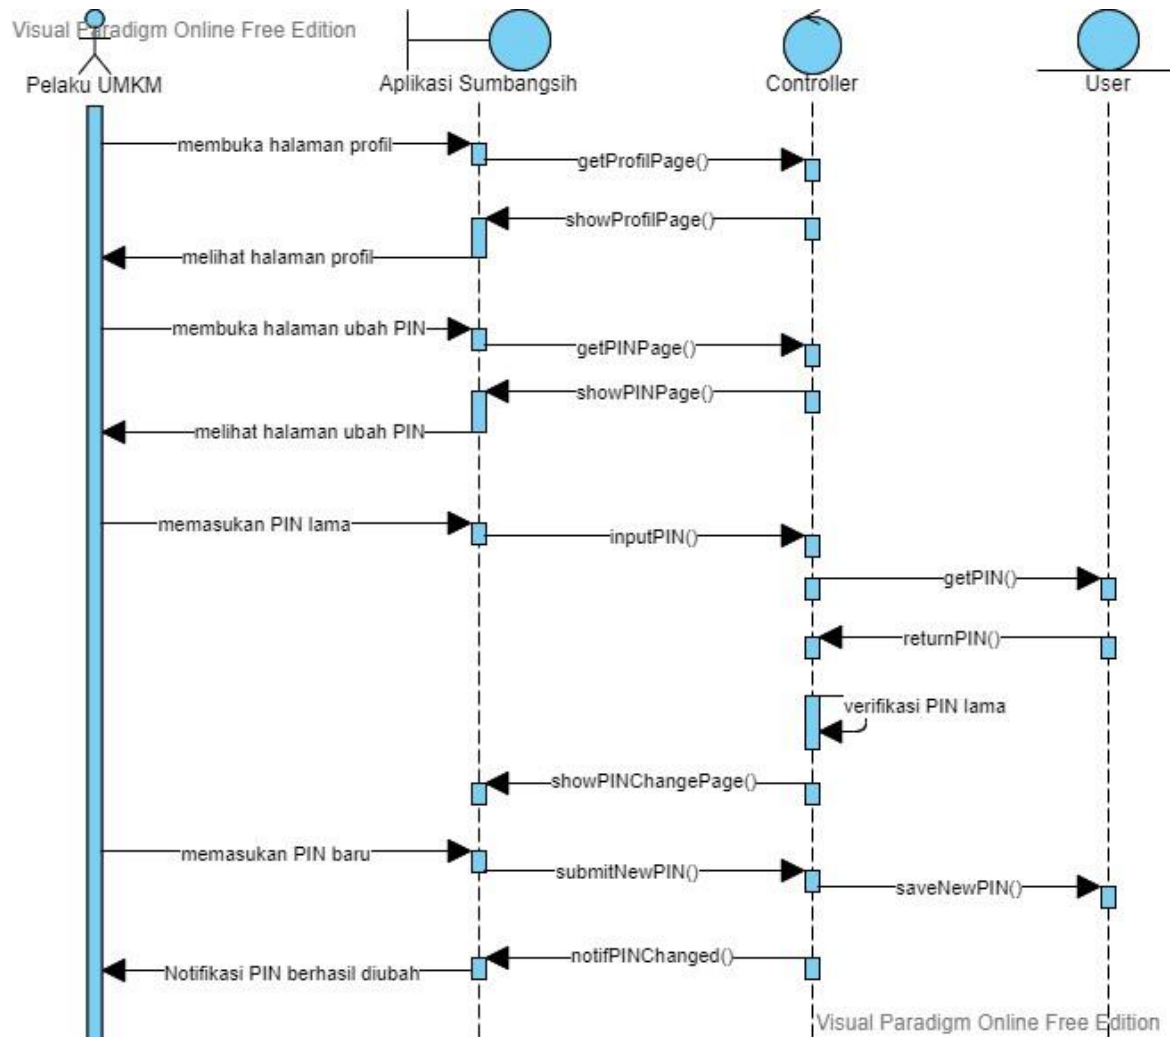 Visual Paradigm Online Free Edition
Pelaku UMKM
Aplikasi Sumbangsih
Controller
User
membuka halaman profil
getProfilPage()
showProfilPage()
melihat halaman profil
membuka halaman ubah PIN
getPINPage()
showPINPage()
melihat halaman ubah PIN
memasukan PIN lama
inputPIN()
getPIN()
returnPIN()
verifikasi PIN lama
showPINChangePage()
memasukan PIN baru
submitNewPIN()
saveNewPIN()
notifPINChanged()
Notifikasi PIN berhasil diubah
Visual Paradigm Online Free Edition